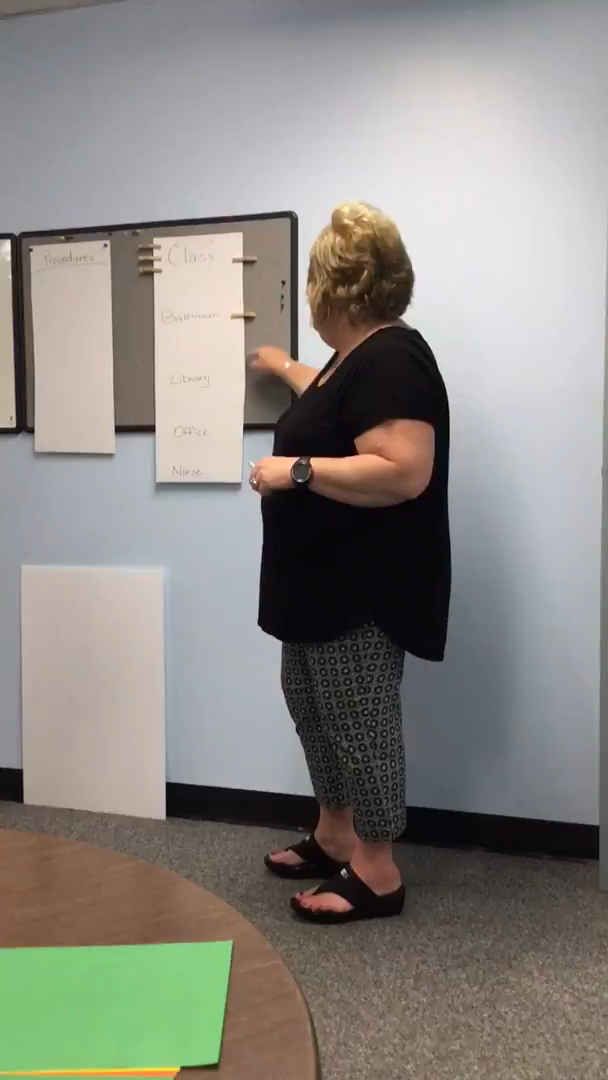 Procedures
Class
Bathroom
Library
Office
Nurse